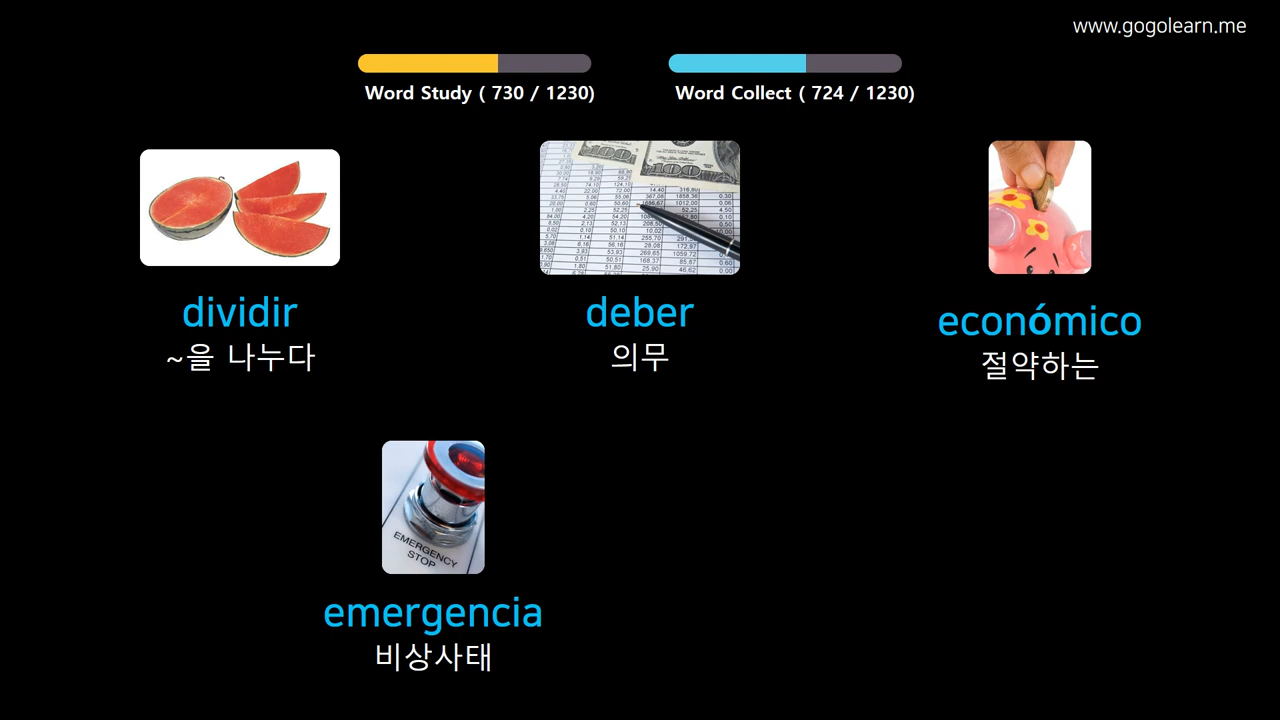 www.gogolearn.me
Word Study ( 730 / 1230)
Word Collect ( 724 / 1230)
dividir
~을 나누다
deber
의무
económico
절약하는
EMERGENCY
STOP
emergencia
비상사태